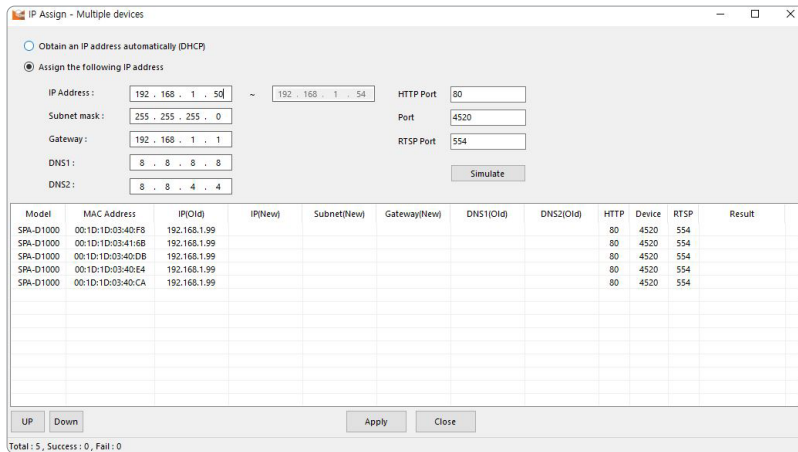 IP Assign - Multiple devices
Obtain an IP address automatically (DHCP)
Assign the following IP address
IP Address : 192 . 168 . 1 . 50 ~ 192 . 168 . 1 . 54 HTTP Port 80
Subnet mask : 255 . 255 . 255 . 0 Port 4520
Gateway : 192 . 168 . 1 . 1 RTSP Port 554
DNS1 : 8 . 8 . 8 . 8 Simulate
DNS2 : 8 . 8 . 4 . 4
Model MAC Address IP(Old) IP(New) Subnet(New) Gateway(New) DNS1(Old) DNS2(Old) HTTP Device RTSP Result
SPA-D1000 00:1D:1D:03:40:F8 192.168.1.99 80 4520 554
SPA-D1000 00:1D:1D:03:41:6B 192.168.1.99 80 4520 554
SPA-D1000 00:1D:1D:03:40:DB 192.168.1.99 80 4520 554
SPA-D1000 00:1D:1D:03:40:E4 192.168.1.99 80 4520 554
SPA-D1000 00:1D:1D:03:40:CA 192.168.1.99 80 4520 554
UP Down Apply Close
Total : 5 , Success : 0 , Fail : 0